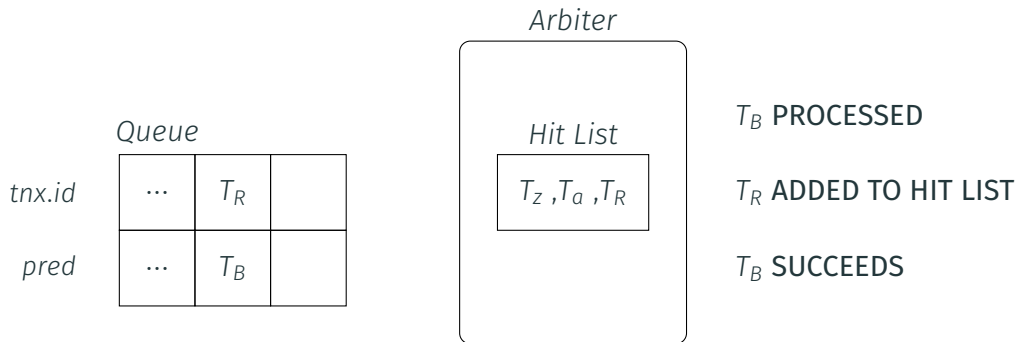 Arbiter
Queue
tnx.id ... T_R
pred ... T_B
Hit List
T_z ,T_a ,T_R
T_B PROCESSED
T_R ADDED TO HIT LIST
T_B SUCCEEDS